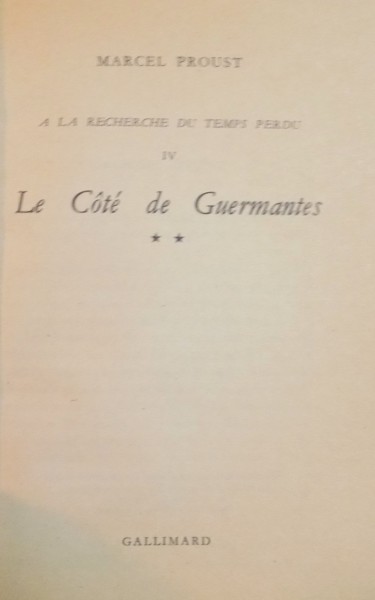 MARCEL PROUST
A LA RECHERCHE DU TEMPS PERDU
IV
Le Côté de Guermantes
★ ★
GALLIMARD